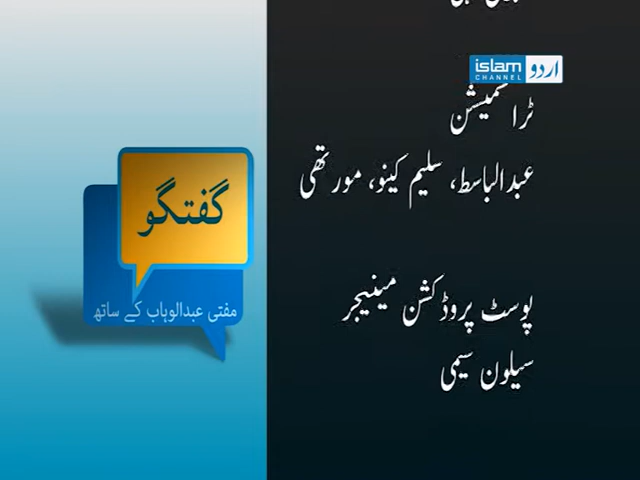 islam اردو
CHANNEL
ٹرانسمیشن
عبدالباسط، سلیم کینو، مورتھی
پوسٹ پروڈکشن مینیجر
سیلون سیمی
گفتگو
مفتی عبدالوہاب کے ساتھ